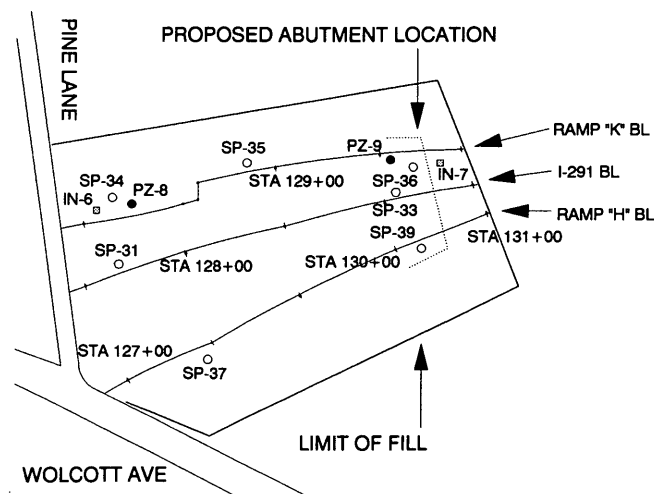 PINE LANE
PROPOSED ABUTMENT LOCATION
RAMP "K" BL
I-291 BL
RAMP "H" BL
SP-35
PZ-9
SP-34
PZ-8
IN-6
STA 129+00
SP-36
IN-7
SP-33
SP-39
SP-31
STA 128+00
STA 130+00
STA 131+00
STA 127+00
SP-37
LIMIT OF FILL
WOLCOTT AVE